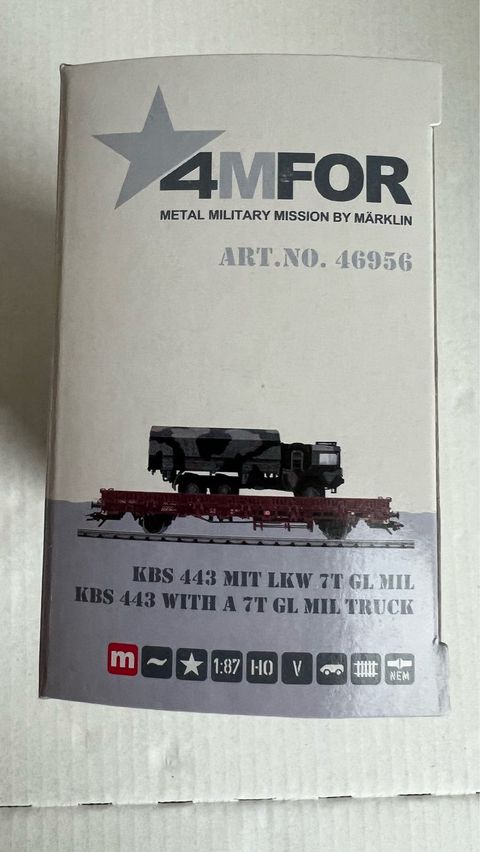 4MFOR
METAL MILITARY MISSION BY MÄRKLIN
ART.NO. 46956
KBS 443 MIT LKW 7T GL MIL
KBS 443 WITH A 7T GL MIL TRUCK
m 1:87 H0 V NEM